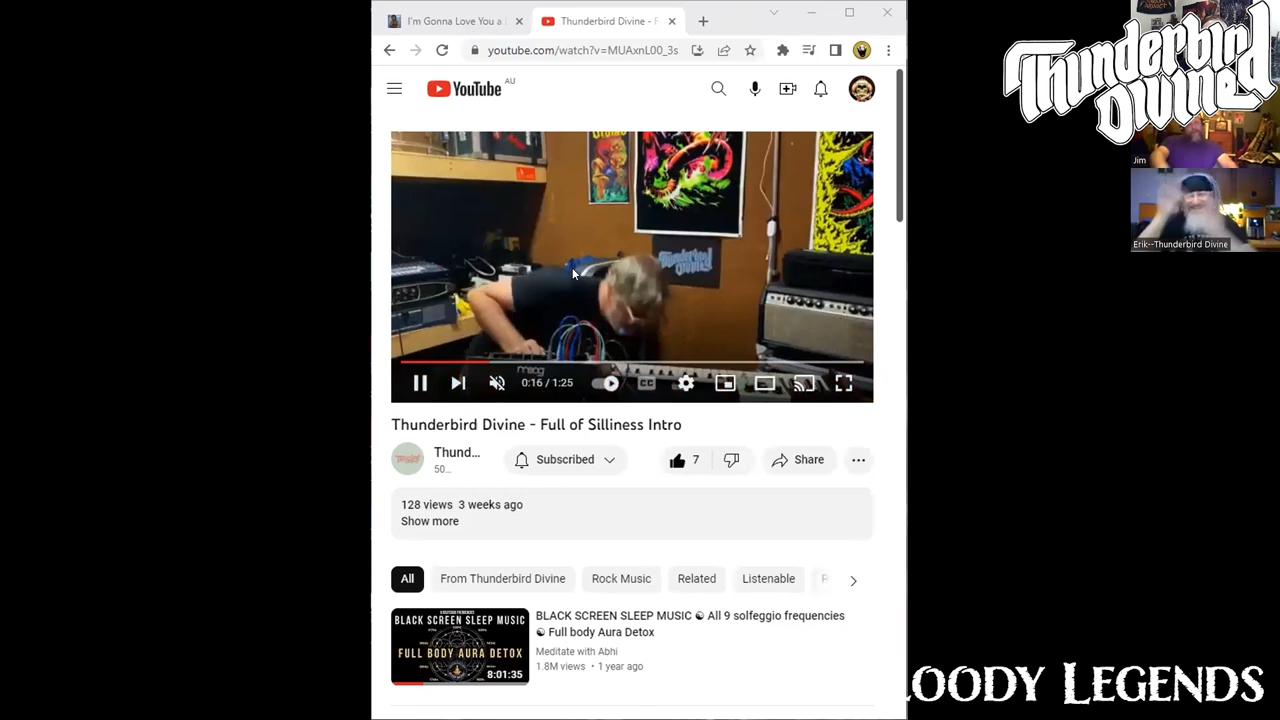 I'm Gonna Love You a
Thunderbird Divine - F
youtube.com/watch?v=MUAxnL00_3s
YouTube AU
Thunderbird Divine
Jim
Erik--Thunderbird Divine
Thunderbird
Divine
moog
0:16 / 1:25
CC
Thunderbird Divine - Full of Silliness Intro
Thund...
50...
Subscribed
7
Share
128 views 3 weeks ago
Show more
All
From Thunderbird Divine
Rock Music
Related
Listenable
BLACK SCREEN SLEEP MUSIC
FULL BODY AURA DETOX
8:01:35
BLACK SCREEN SLEEP MUSIC ☯ All 9 solfeggio frequencies
☯ Full body Aura Detox
Meditate with Abhi
1.8M views • 1 year ago
LOODY LEGENDS